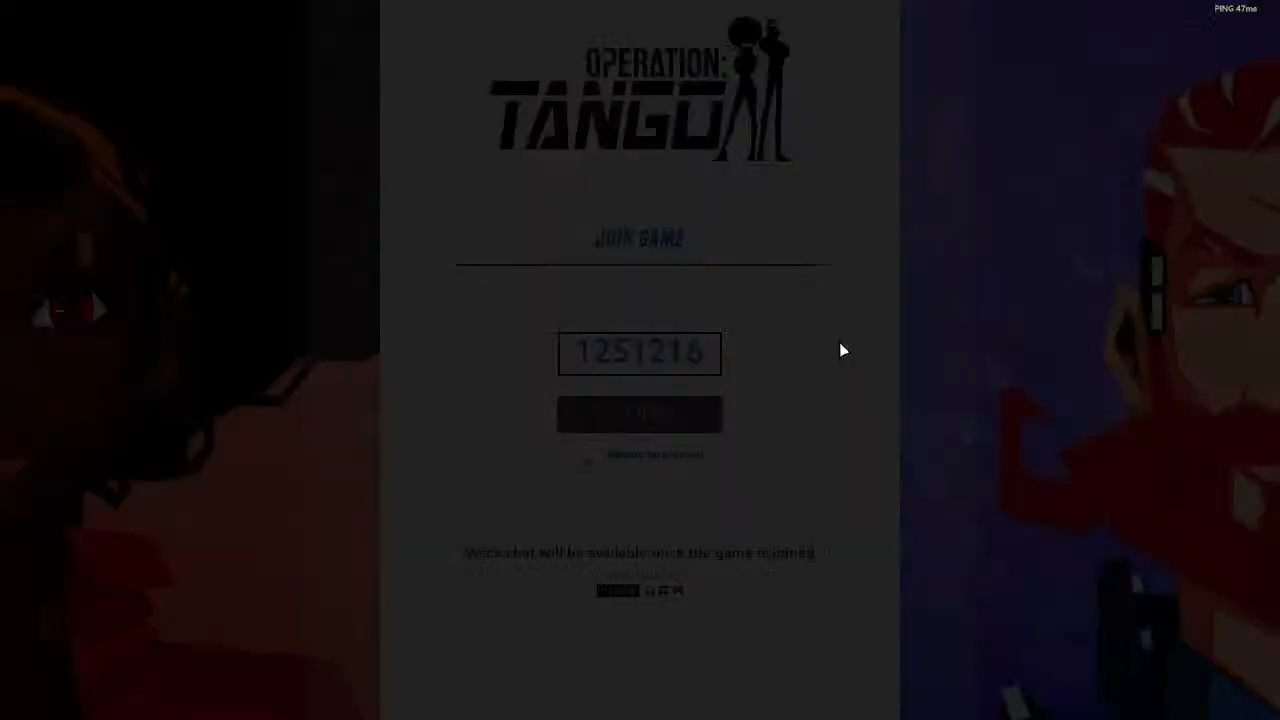 PING 47ms
OPERATION:
TANGO
JOIN GAME
1251216
Voice chat will be available once the game is joined